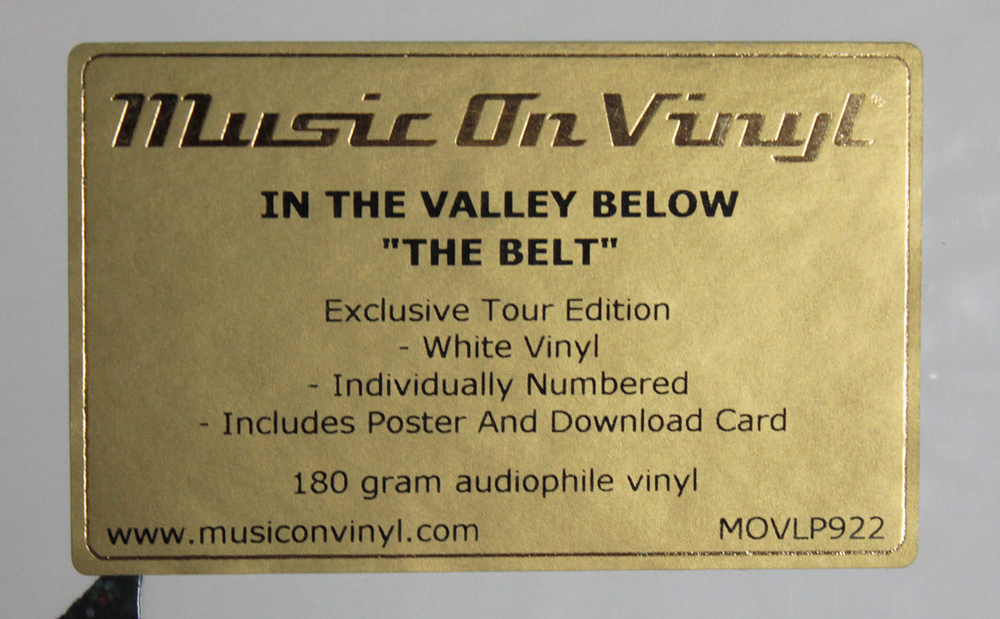 Music On Vinyl™
IN THE VALLEY BELOW
"THE BELT"
Exclusive Tour Edition
- White Vinyl
- Individually Numbered
- Includes Poster And Download Card
180 gram audiophile vinyl
www.musiconvinyl.com MOVLP922